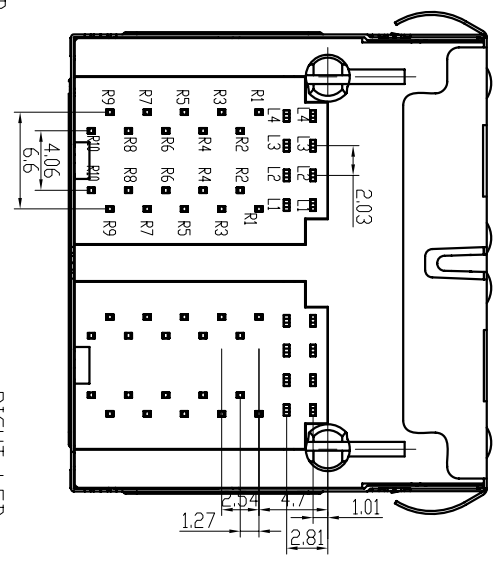 R9 R7 R5 R3 R1
L4 L4
L3 L3
R10 R8 R6 R4 R2
R10 R8 R6 R4 R2
L2 L2
L1 L1
R9 R7 R5 R3 R1
4.06
6.6
2.03
2.54
4.7
1.01
1.27
2.81
RIGHT LED